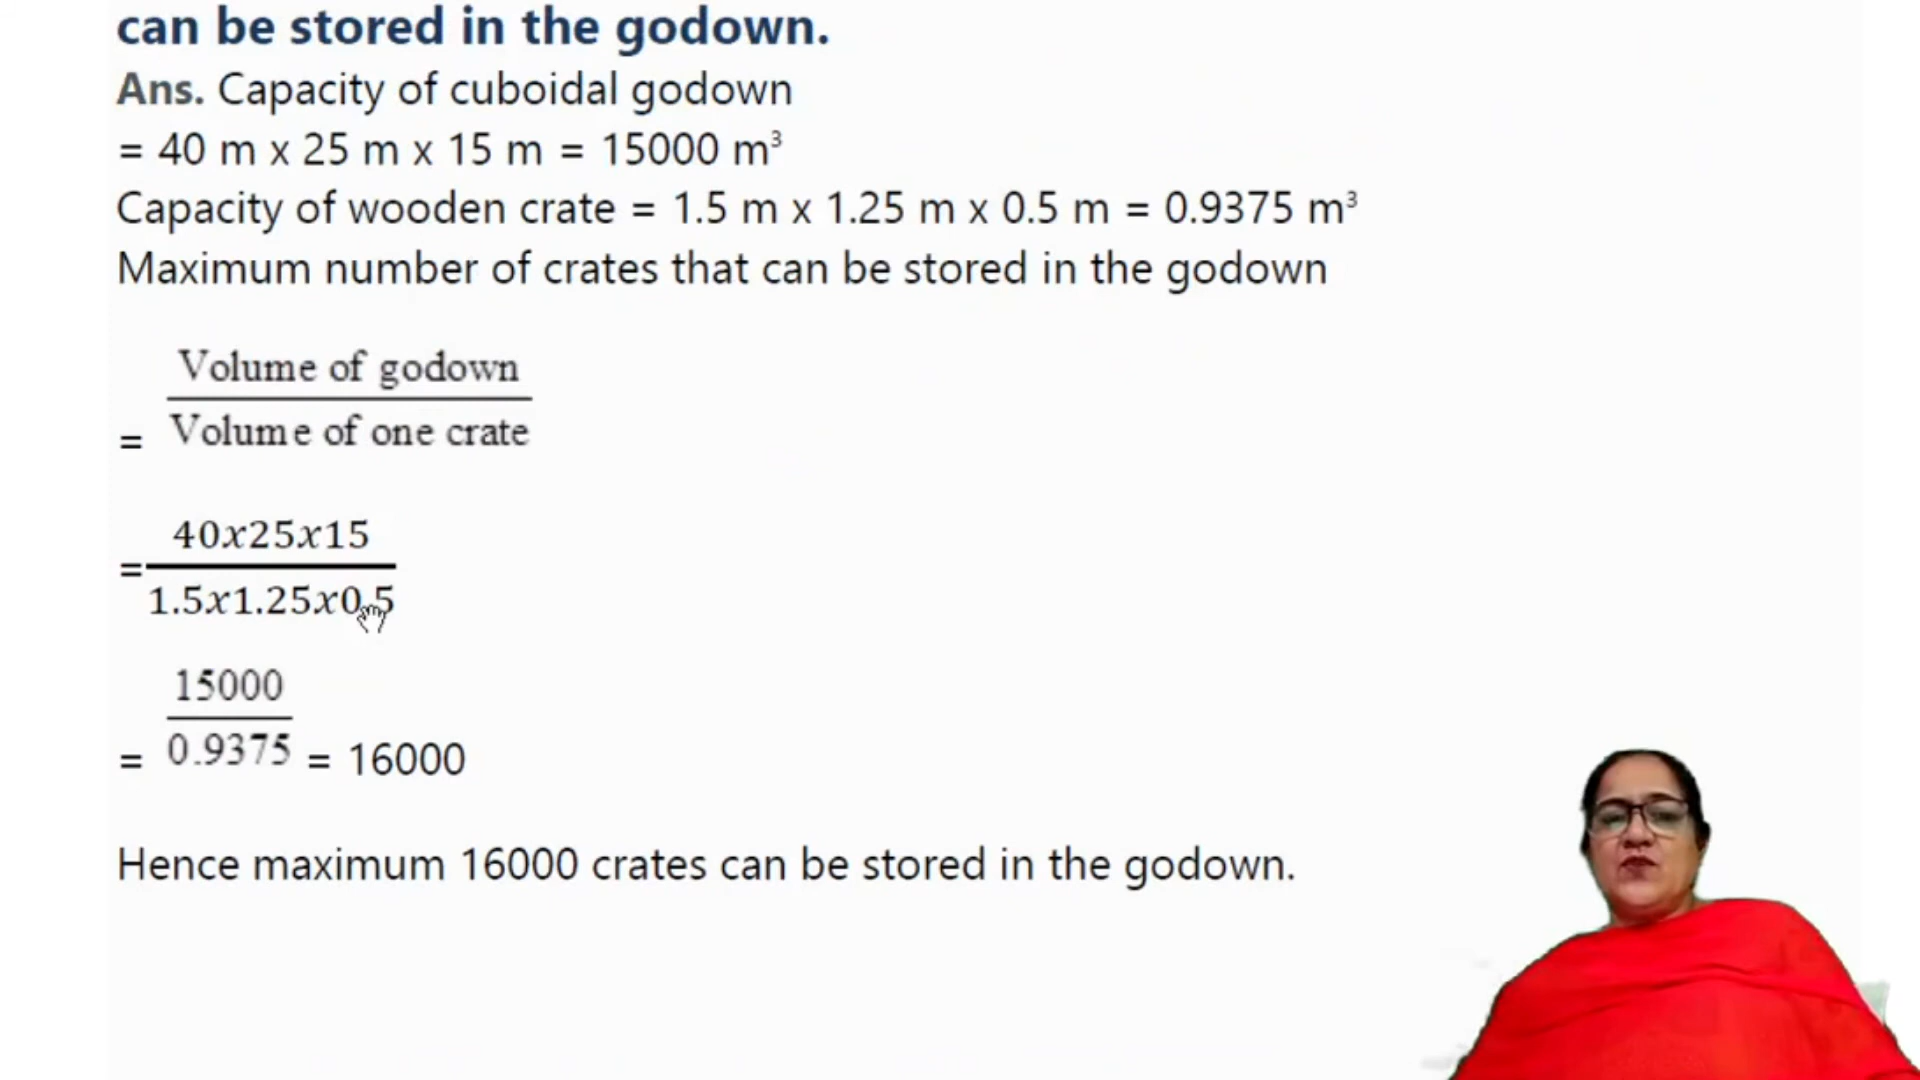 can be stored in the godown.
Ans. Capacity of cuboidal godown
= 40 m x 25 m x 15 m = 15000 m³
Capacity of wooden crate = 1.5 m x 1.25 m x 0.5 m = 0.9375 m³
Maximum number of crates that can be stored in the godown
Volume of godown
= Volume of one crate
40x25x15
=
1.5x1.25x0.5
15000
= 0.9375 = 16000
Hence maximum 16000 crates can be stored in the godown.